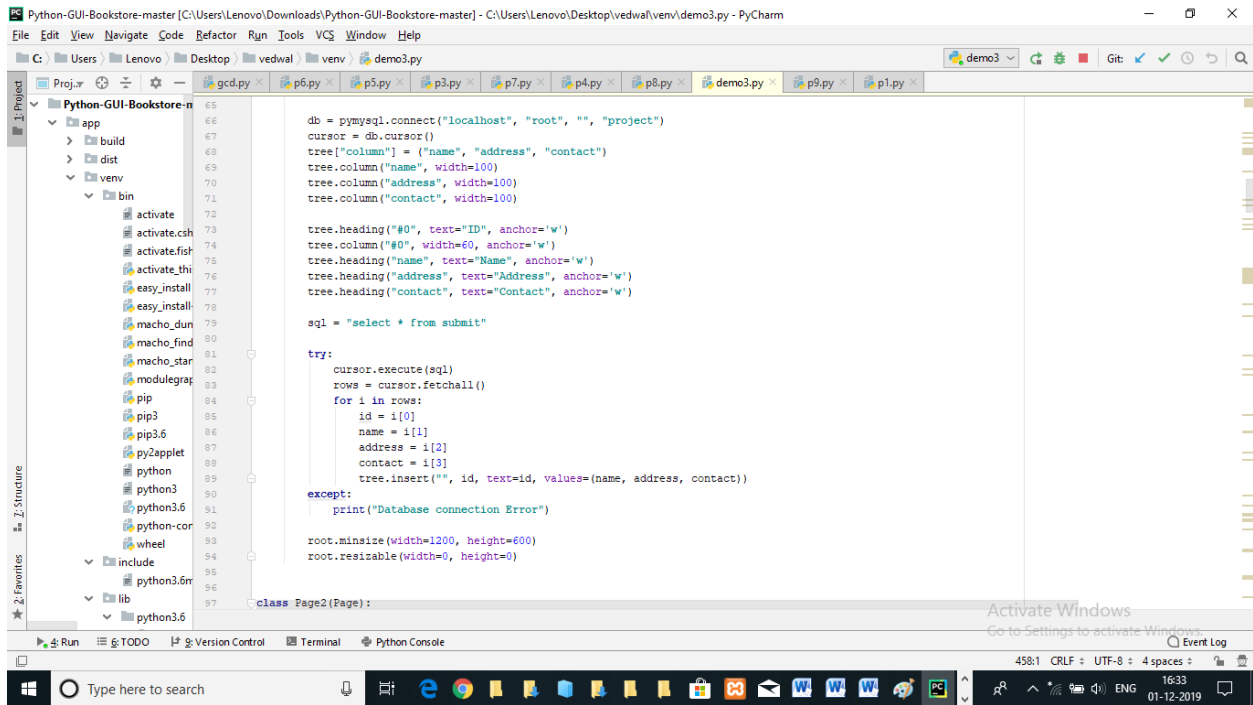 Python-GUI-Bookstore-master [C:\Users\Lenovo\Downloads\Python-GUI-Bookstore-master] - C:\Users\Lenovo\Desktop\vedwal\venv\demo3.py - PyCharm
File Edit View Navigate Code Refactor Run Tools VCS Window Help
C: Users Lenovo Desktop vedwal venv demo3.py
demo3 Git:
1: Project
Proj..
gcd.py p6.py p5.py p3.py p7.py p4.py p8.py demo3.py p9.py p1.py
Python-GUI-Bookstore-n
app
build
dist
venv
bin
activate
activate.csh
activate.fish
activate_thi
easy_install
easy_install-
macho_dun
macho_find
macho_star
modulegrap
pip
pip3
pip3.6
py2applet
python
python3
python3.6
python-cor
wheel
include
python3.6m
lib
python3.6
Z: Structure
2: Favorites
65
66 db = pymysql.connect("localhost", "root", "", "project")
67 cursor = db.cursor()
68 tree["column"] = ("name", "address", "contact")
69 tree.column("name", width=100)
70 tree.column("address", width=100)
71 tree.column("contact", width=100)
72
73 tree.heading("#0", text="ID", anchor='w')
74 tree.column("#0", width=60, anchor='w')
75 tree.heading("name", text="Name", anchor='w')
76 tree.heading("address", text="Address", anchor='w')
77 tree.heading("contact", text="Contact", anchor='w')
78
79 sql = "select * from submit"
80
81 try:
82 cursor.execute(sql)
83 rows = cursor.fetchall()
84 for i in rows:
85 id = i[0]
86 name = i[1]
87 address = i[2]
88 contact = i[3]
89 tree.insert("", id, text=id, values=(name, address, contact))
90 except:
91 print("Database connection Error")
92
93 root.minsize(width=1200, height=600)
94 root.resizable(width=0, height=0)
95
96
97 class Page2(Page):
Activate Windows
Go to Settings to activate Windows.
4: Run 6: TODO 9: Version Control Terminal Python Console Event Log
458:1 CRLF UTF-8 4 spaces
Type here to search
ENG
16:33
01-12-2019